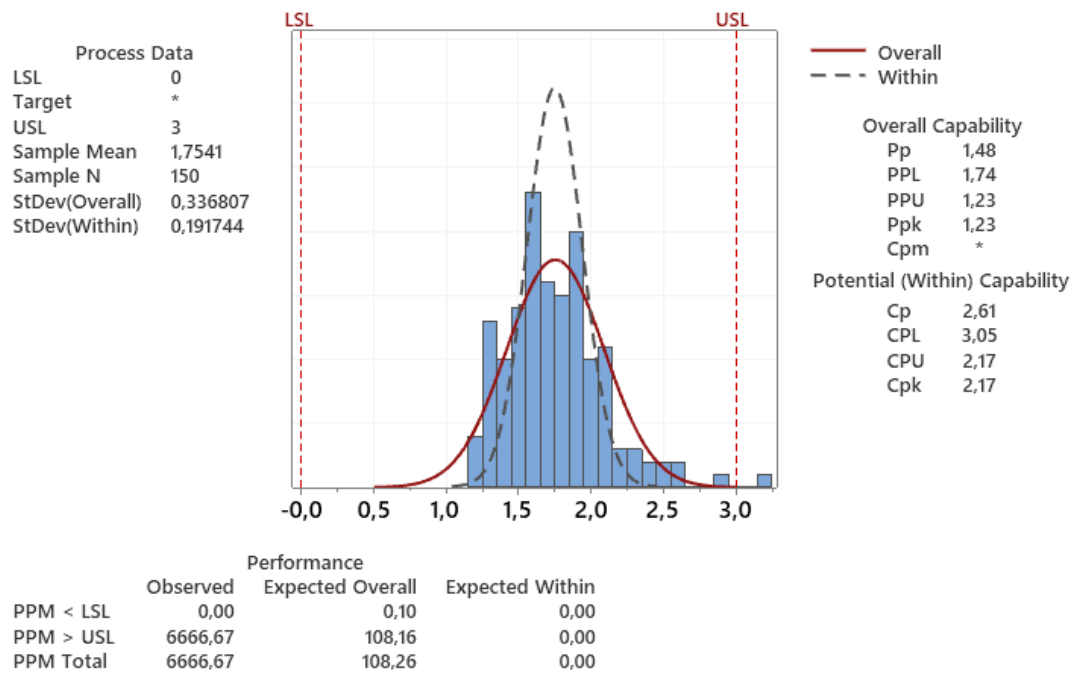 LSL USL
Process Data
LSL 0
Target *
USL 3
Sample Mean 1,7541
Sample N 150
StDev(Overall) 0,336807
StDev(Within) 0,191744
Overall
Within
Overall Capability
Pp 1,48
PPL 1,74
PPU 1,23
Ppk 1,23
Cpm *
Potential (Within) Capability
Cp 2,61
CPL 3,05
CPU 2,17
Cpk 2,17
-0,0 0,5 1,0 1,5 2,0 2,5 3,0
Performance
Observed Expected Overall Expected Within
PPM < LSL 0,00 0,10 0,00
PPM > USL 6666,67 108,16 0,00
PPM Total 6666,67 108,26 0,00